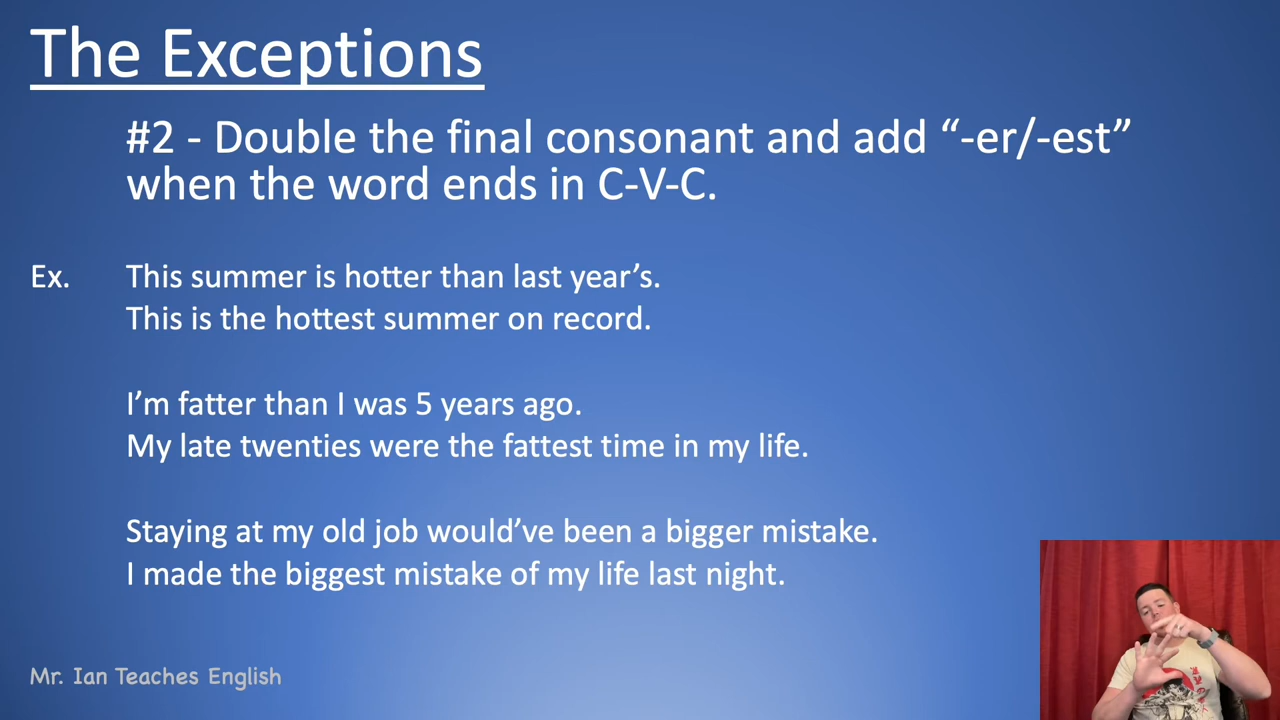 The Exceptions
#2 - Double the final consonant and add “-er/-est”
when the word ends in C-V-C.
Ex. This summer is hotter than last year’s.
This is the hottest summer on record.
I’m fatter than I was 5 years ago.
My late twenties were the fattest time in my life.
Staying at my old job would’ve been a bigger mistake.
I made the biggest mistake of my life last night.
Mr. Ian Teaches English